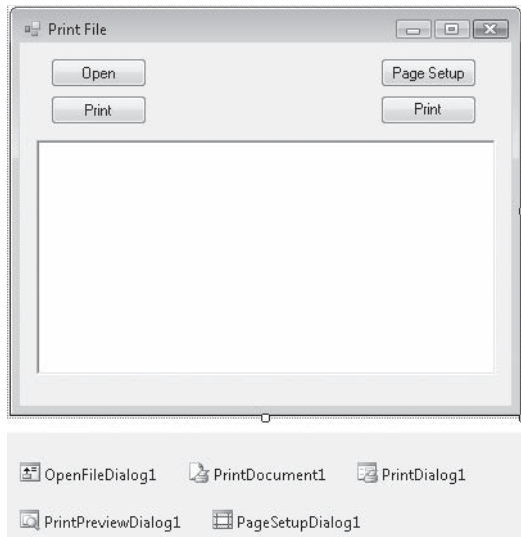 Print File
Open Page Setup
Print Print
OpenFileDialog1 PrintDocument1 PrintDialog1
PrintPreviewDialog1 PageSetupDialog1